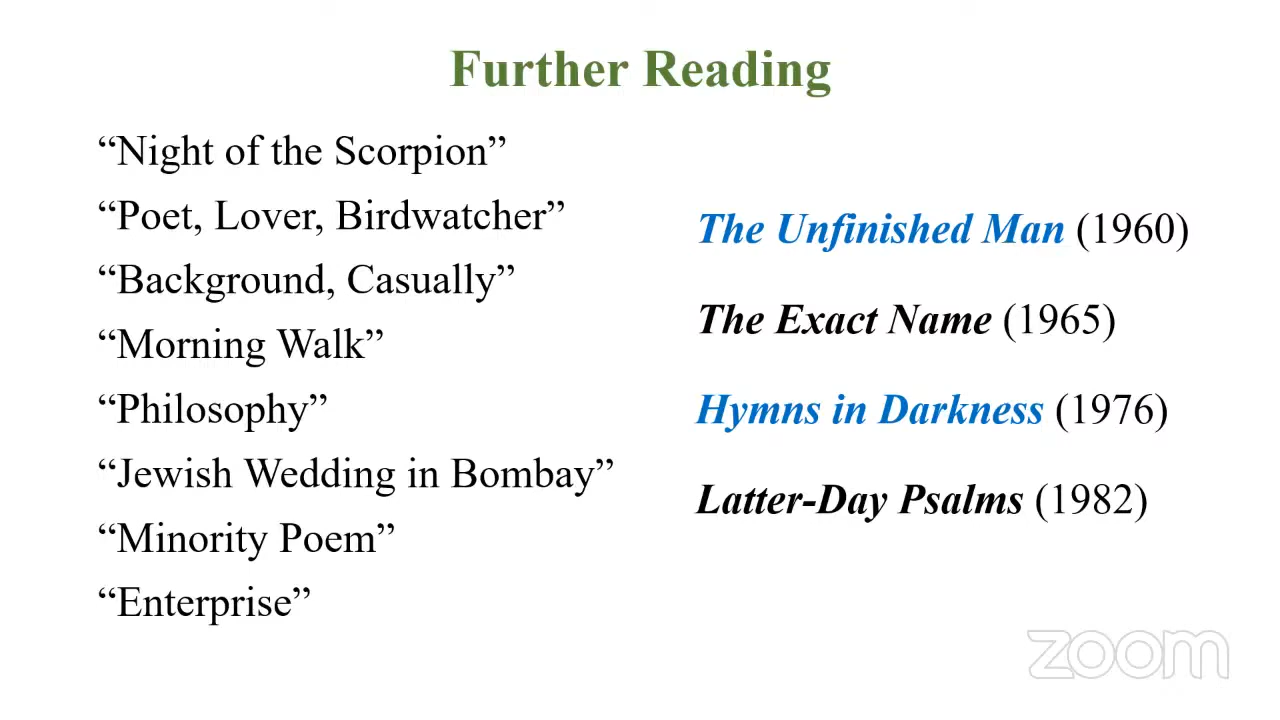 Further Reading
“Night of the Scorpion”
“Poet, Lover, Birdwatcher”
“Background, Casually”
“Morning Walk”
“Philosophy”
“Jewish Wedding in Bombay”
“Minority Poem”
“Enterprise”
The Unfinished Man (1960)
The Exact Name (1965)
Hymns in Darkness (1976)
Latter-Day Psalms (1982)
zoom